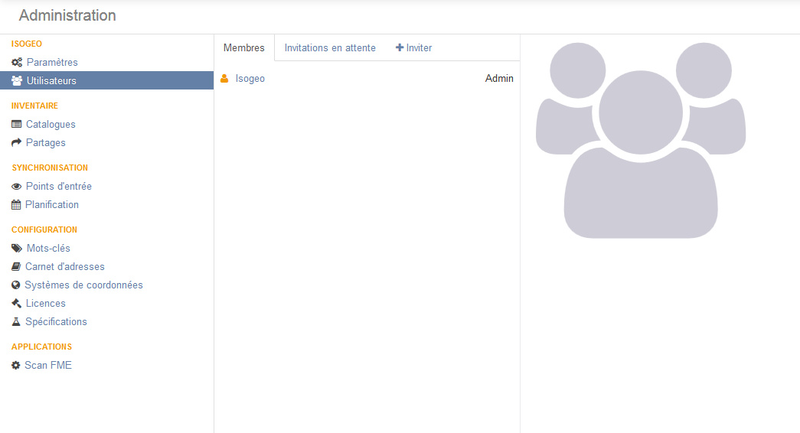 Administration
ISOGEO
Paramètres
Utilisateurs
INVENTAIRE
Catalogues
Partages
SYNCHRONISATION
Points d'entrée
Planification
CONFIGURATION
Mots-clés
Carnet d'adresses
Systèmes de coordonnées
Licences
Spécifications
APPLICATIONS
Scan FME
Membres Invitations en attente Inviter
Isogeo Admin